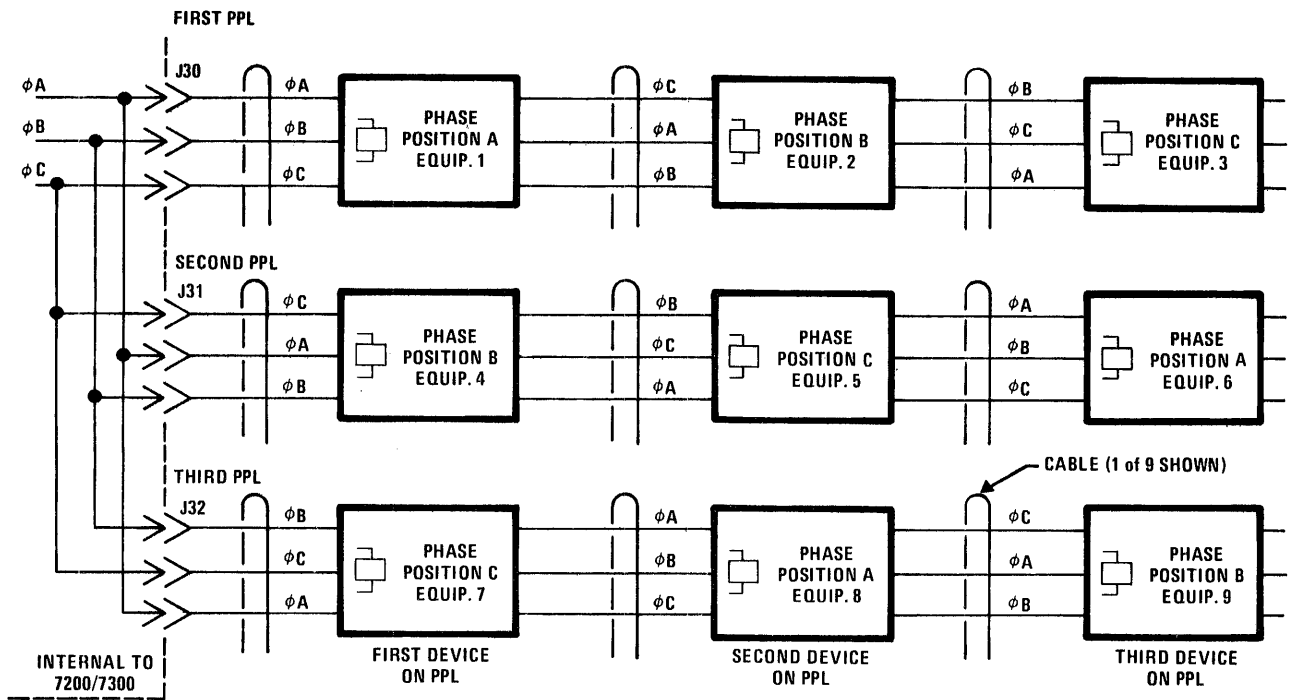 FIRST PPL
J30
ϕA
ϕB
ϕC
ϕA
ϕB
ϕC
PHASE
POSITION A
EQUIP. 1
ϕC
ϕA
ϕB
PHASE
POSITION B
EQUIP. 2
ϕB
ϕC
ϕA
PHASE
POSITION C
EQUIP. 3
SECOND PPL
J31
ϕC
ϕA
ϕB
PHASE
POSITION B
EQUIP. 4
ϕB
ϕC
ϕA
PHASE
POSITION C
EQUIP. 5
ϕA
ϕB
ϕC
PHASE
POSITION A
EQUIP. 6
CABLE (1 of 9 SHOWN)
THIRD PPL
J32
ϕB
ϕC
ϕA
PHASE
POSITION C
EQUIP. 7
ϕA
ϕB
ϕC
PHASE
POSITION A
EQUIP. 8
ϕC
ϕA
ϕB
PHASE
POSITION B
EQUIP. 9
INTERNAL TO
7200/7300
FIRST DEVICE
ON PPL
SECOND DEVICE
ON PPL
THIRD DEVICE
ON PPL